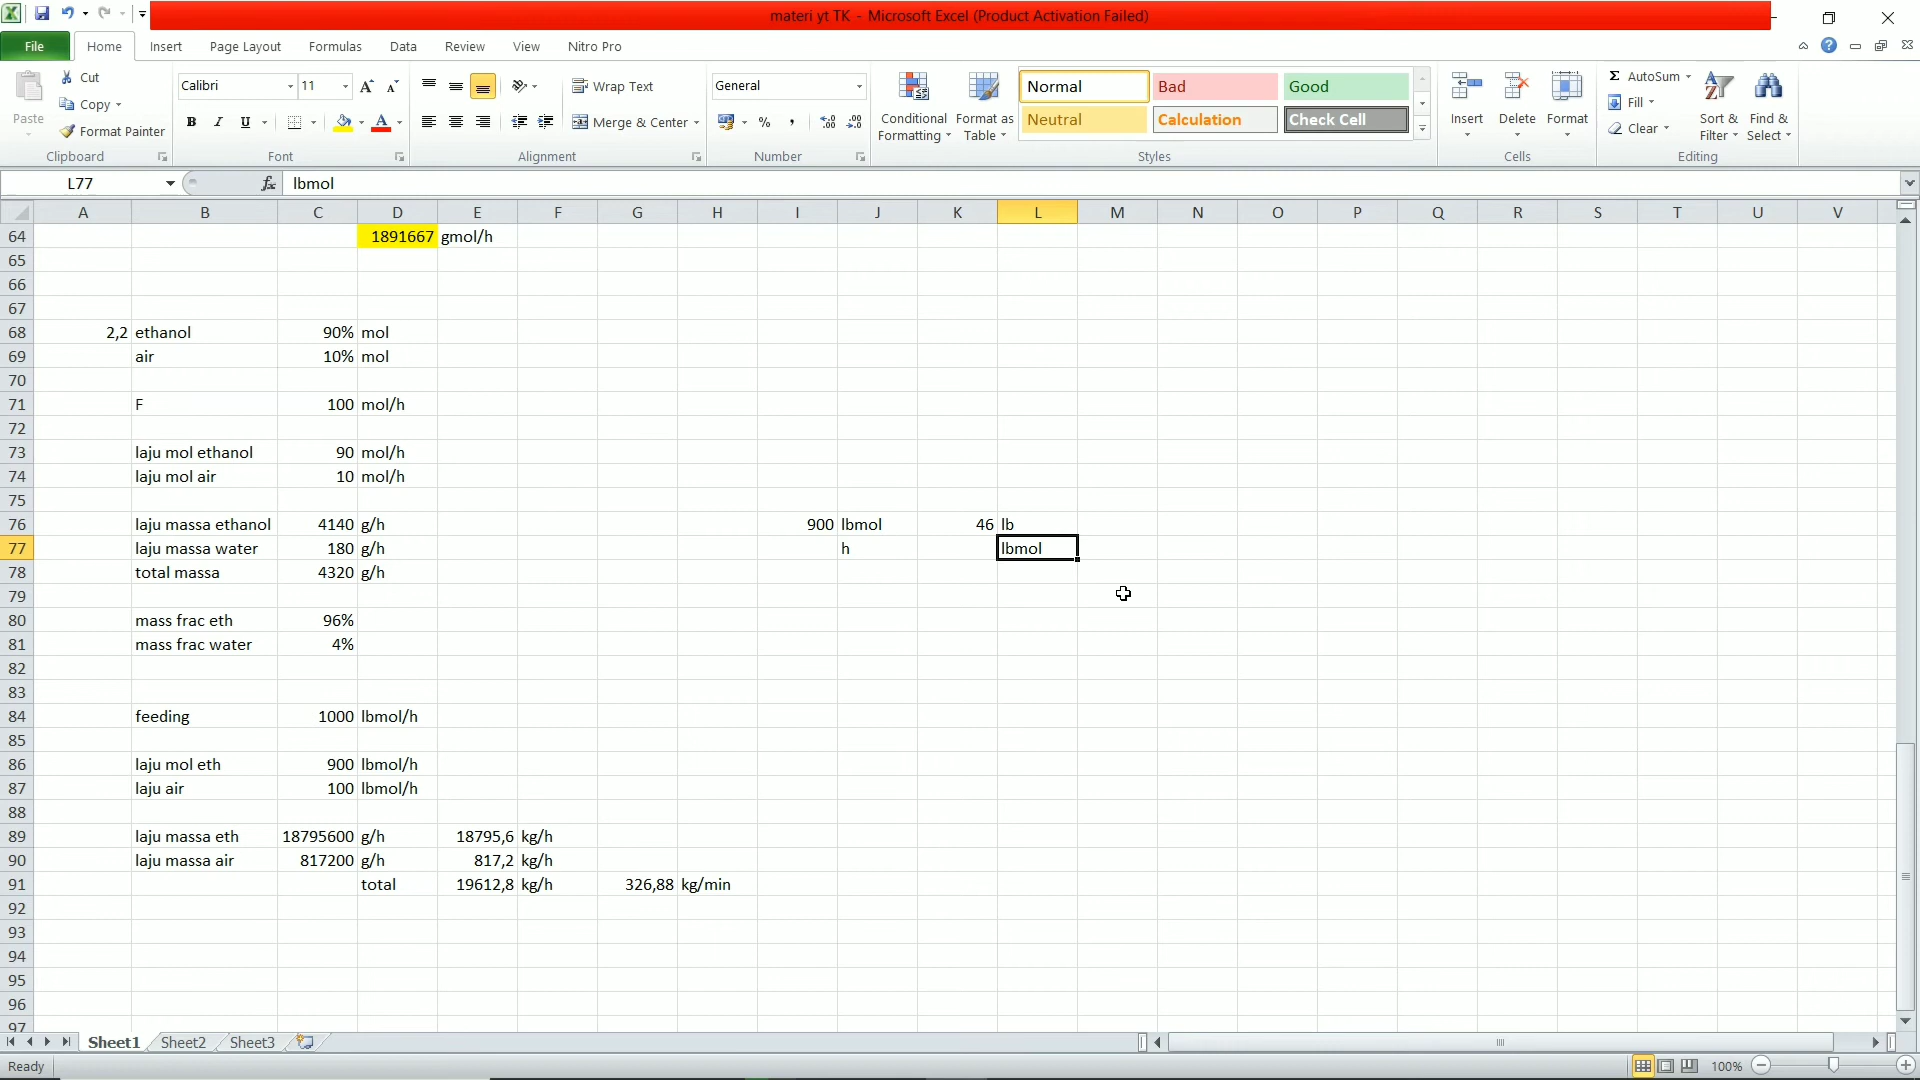 materi yt TK - Microsoft Excel (Product Activation Failed)
File Home Insert Page Layout Formulas Data Review View Nitro Pro
Paste Cut Copy Format Painter Clipboard
Calibri 11 B I U Font
Wrap Text Merge & Center Alignment
General % , Number
Conditional Formatting Format as Table Normal Bad Good Neutral Calculation Check Cell Styles
Insert Delete Format Cells
Σ AutoSum Fill Clear Sort & Filter Find & Select Editing
L77 fx lbmol
A B C D E F G H I J K L M N O P Q R S T U V
64 1891667 gmol/h
65
66
67
68 2,2 ethanol 90% mol
69 air 10% mol
70
71 F 100 mol/h
72
73 laju mol ethanol 90 mol/h
74 laju mol air 10 mol/h
75
76 laju massa ethanol 4140 g/h 900 lbmol 46 lb
77 laju massa water 180 g/h h lbmol
78 total massa 4320 g/h
79
80 mass frac eth 96%
81 mass frac water 4%
82
83
84 feeding 1000 lbmol/h
85
86 laju mol eth 900 lbmol/h
87 laju air 100 lbmol/h
88
89 laju massa eth 18795600 g/h 18795,6 kg/h
90 laju massa air 817200 g/h 817,2 kg/h
91 total 19612,8 kg/h 326,88 kg/min
92
93
94
95
96
97
Sheet1 Sheet2 Sheet3
Ready 100%